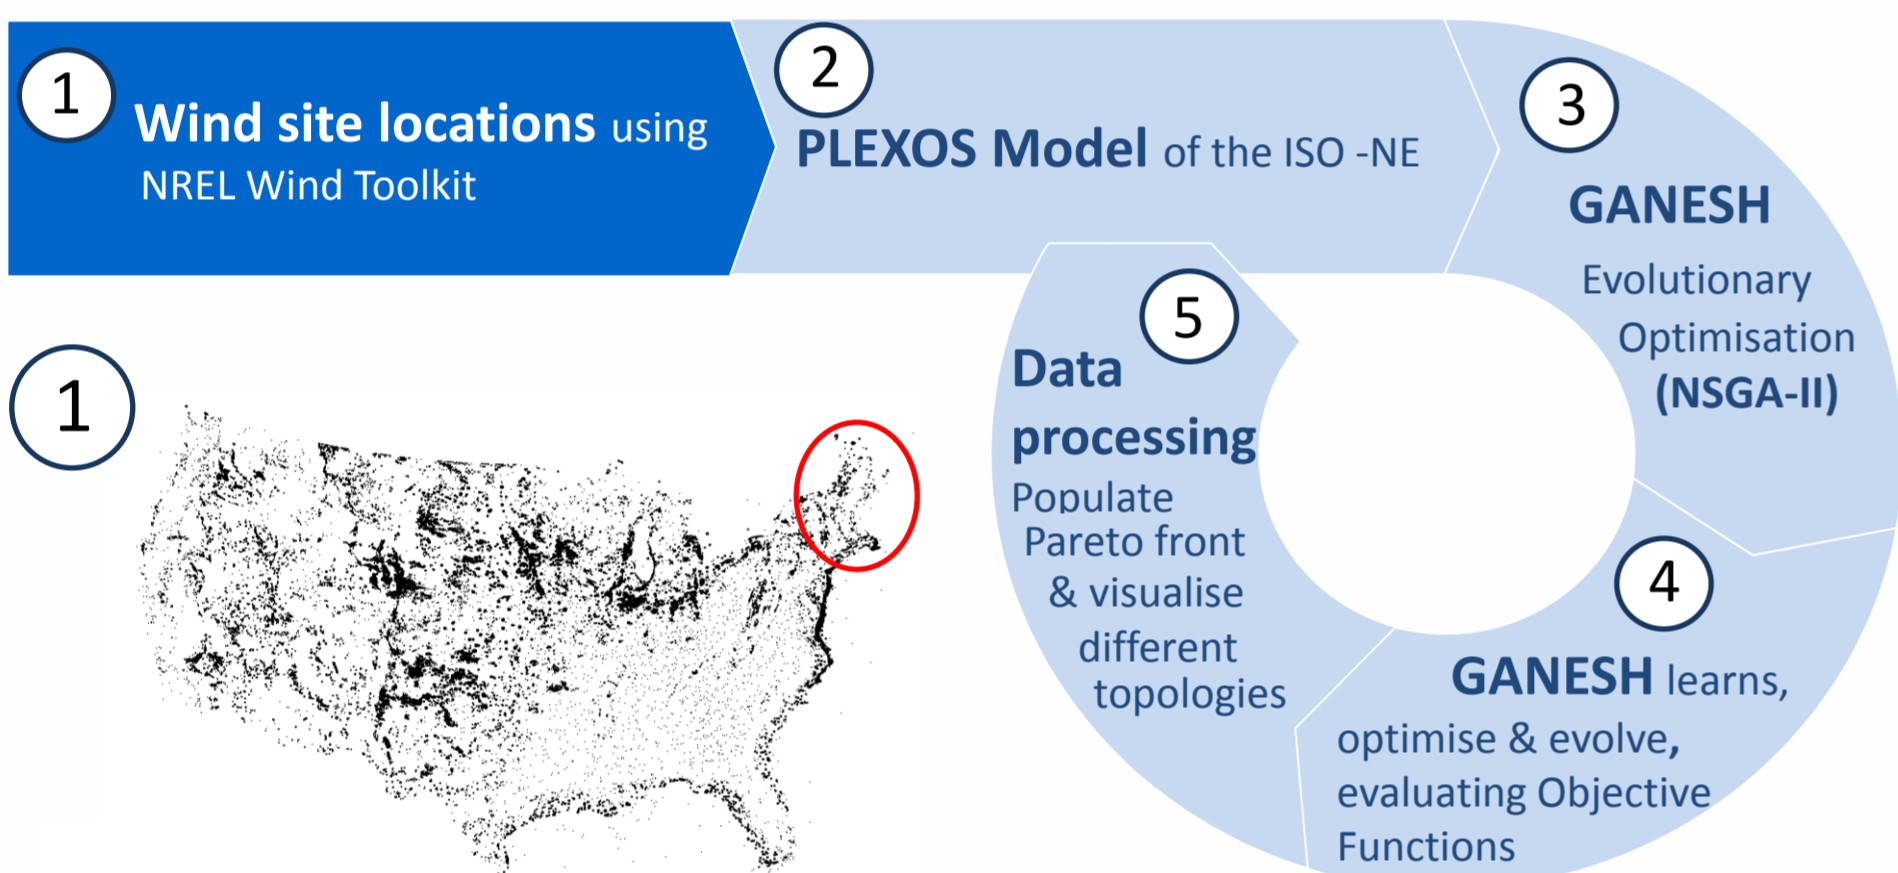 1
Wind site locations using
NREL Wind Toolkit
2
PLEXOS Model of the ISO -NE
3
GANESH
Evolutionary
Optimisation
(NSGA-II)
4
GANESH learns,
optimise & evolve,
evaluating Objective
Functions
5
Data
processing
Populate
Pareto front
& visualise
different
topologies
1